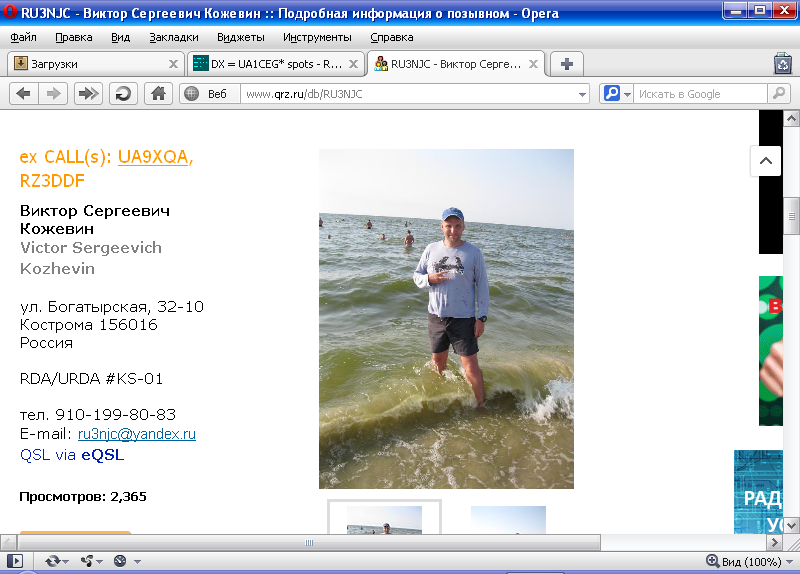 RU3NJC - Виктор Сергеевич Кожевин :: Подробная информация о позывном - Opera
Файл Правка Вид Закладки Виджеты Инструменты Справка
Загрузки
DX = UA1CEG* spots - R...
RU3NJC - Виктор Серге...
Веб
www.qrz.ru/db/RU3NJC
Искать в Google
ex CALL(s): UA9XQA,
RZ3DDF
Виктор Сергеевич
Кожевин
Victor Sergeevich
Kozhevin
ул. Богатырская, 32-10
Кострома 156016
Россия
RDA/URDA #KS-01
тел. 910-199-80-83
E-mail: ru3njc@yandex.ru
QSL via eQSL
Просмотров: 2,365
РАД
Вид (100%)